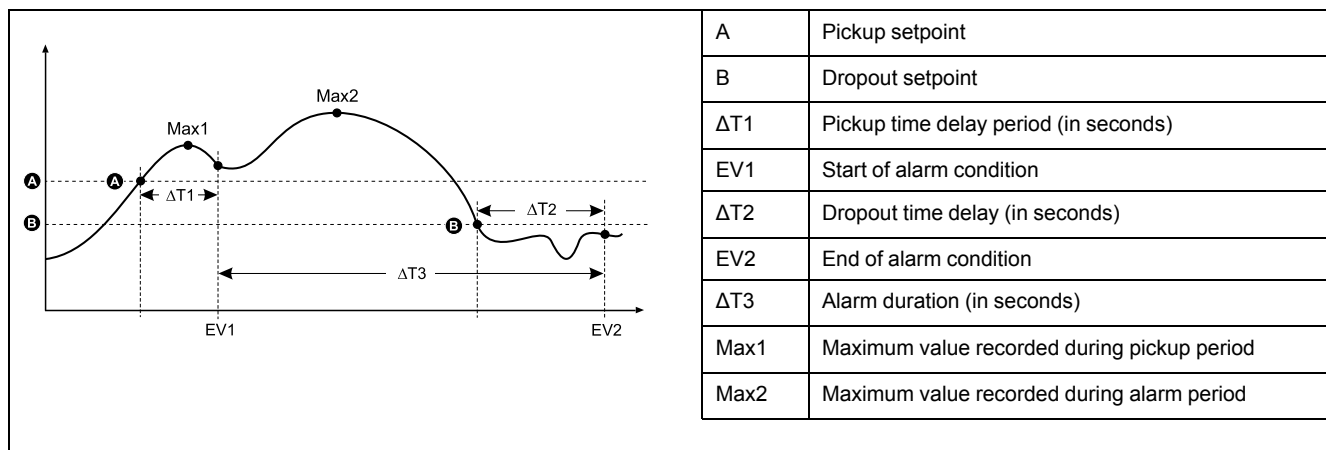 Max2
Max1
A
A
ΔT1
B
B
ΔT2
ΔT3
EV1
EV2
A Pickup setpoint
B Dropout setpoint
ΔT1 Pickup time delay period (in seconds)
EV1 Start of alarm condition
ΔT2 Dropout time delay (in seconds)
EV2 End of alarm condition
ΔT3 Alarm duration (in seconds)
Max1 Maximum value recorded during pickup period
Max2 Maximum value recorded during alarm period